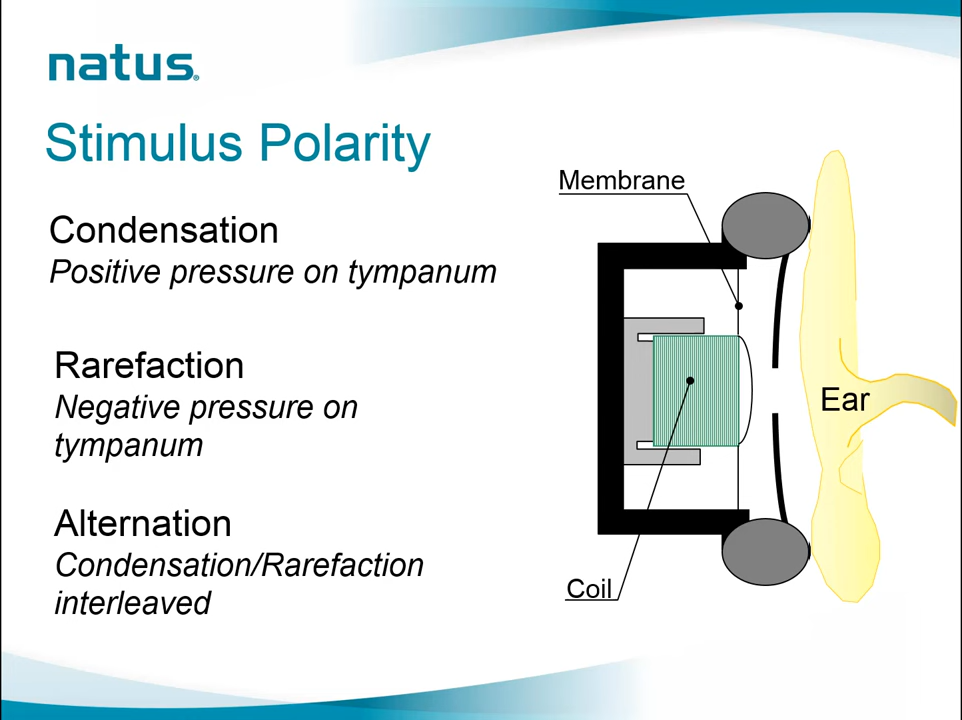 natus®
Stimulus Polarity
Condensation
Positive pressure on tympanum
Rarefaction
Negative pressure on
tympanum
Alternation
Condensation/Rarefaction
interleaved
Membrane
Ear
Coil